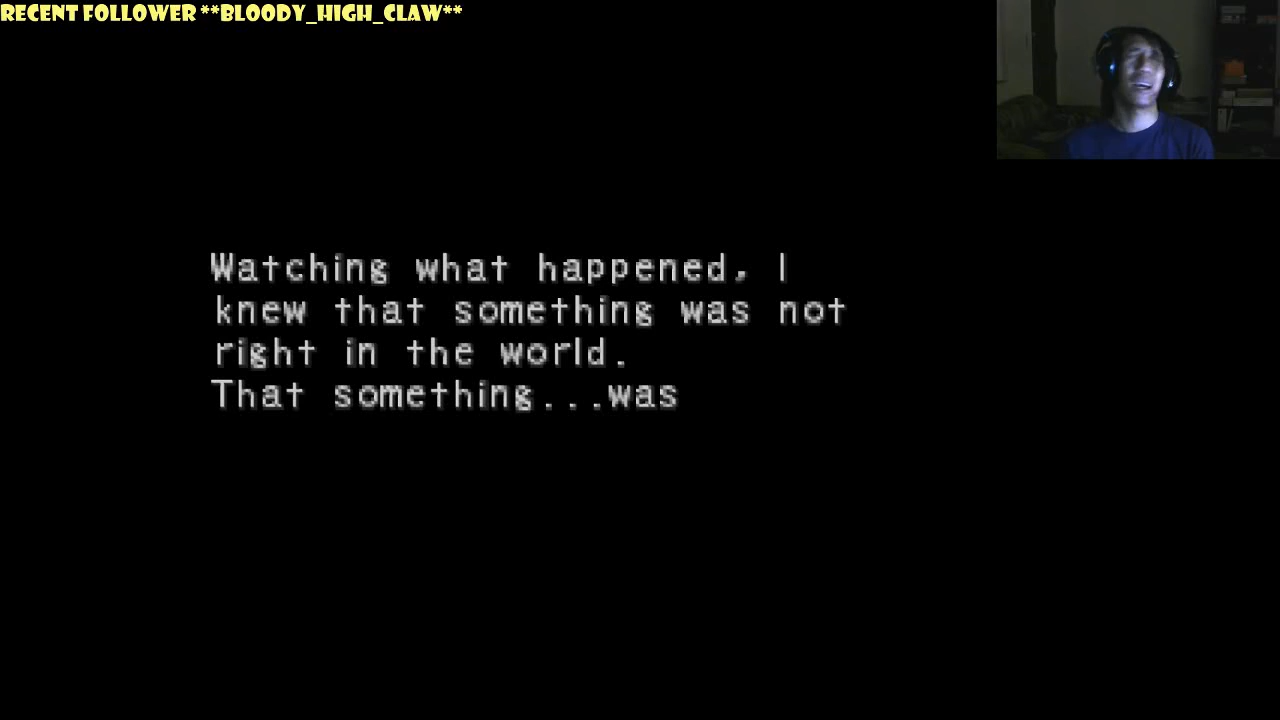 RECENT FOLLOWER **BLOODY_HIGH_CLAW**
Watching what happened, I
knew that something was not
right in the world.
That something...was